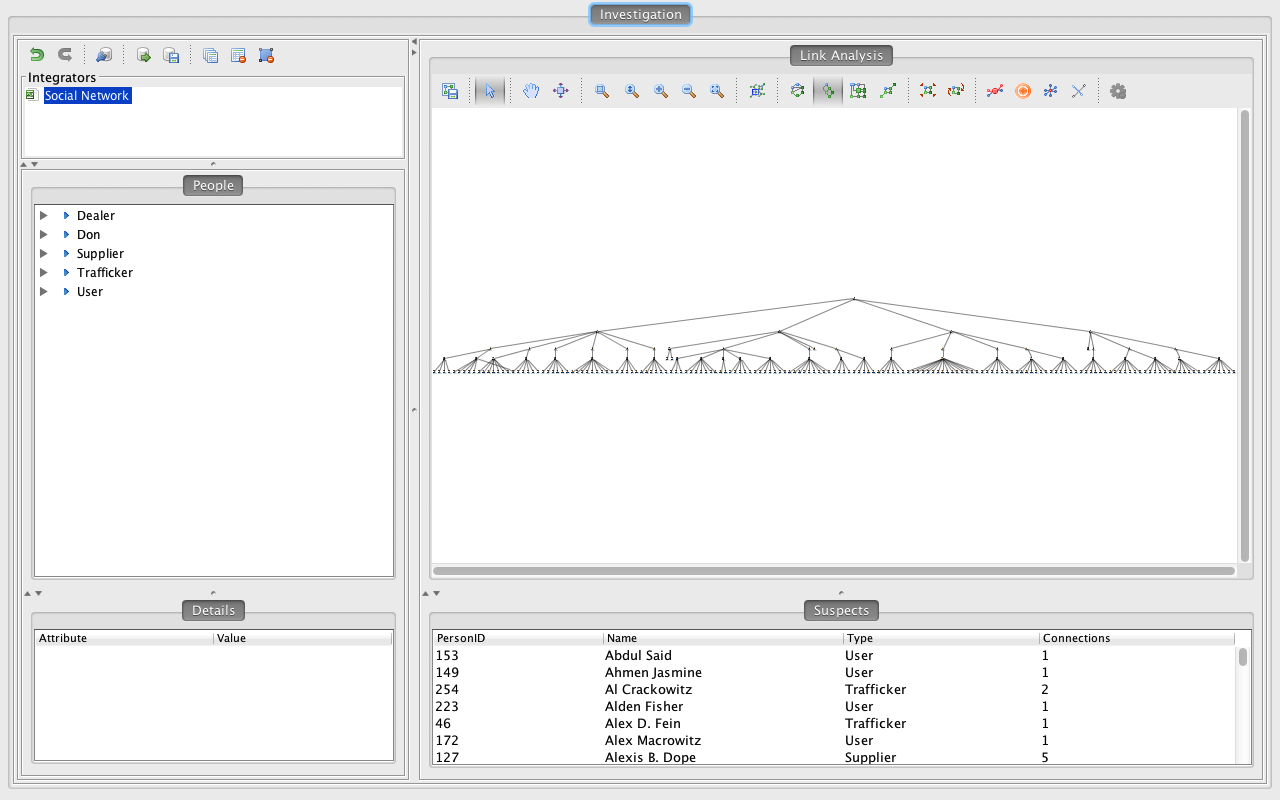 Investigation
Integrators
Social Network
People
Dealer
Don
Supplier
Trafficker
User
Details
Attribute Value
Link Analysis
Suspects
PersonID Name Type Connections
153 Abdul Said User 1
149 Ahmen Jasmine User 1
254 Al Crackowitz Trafficker 2
223 Alden Fisher User 1
46 Alex D. Fein Trafficker 1
172 Alex Macrowitz User 1
127 Alexis B. Dope Supplier 5